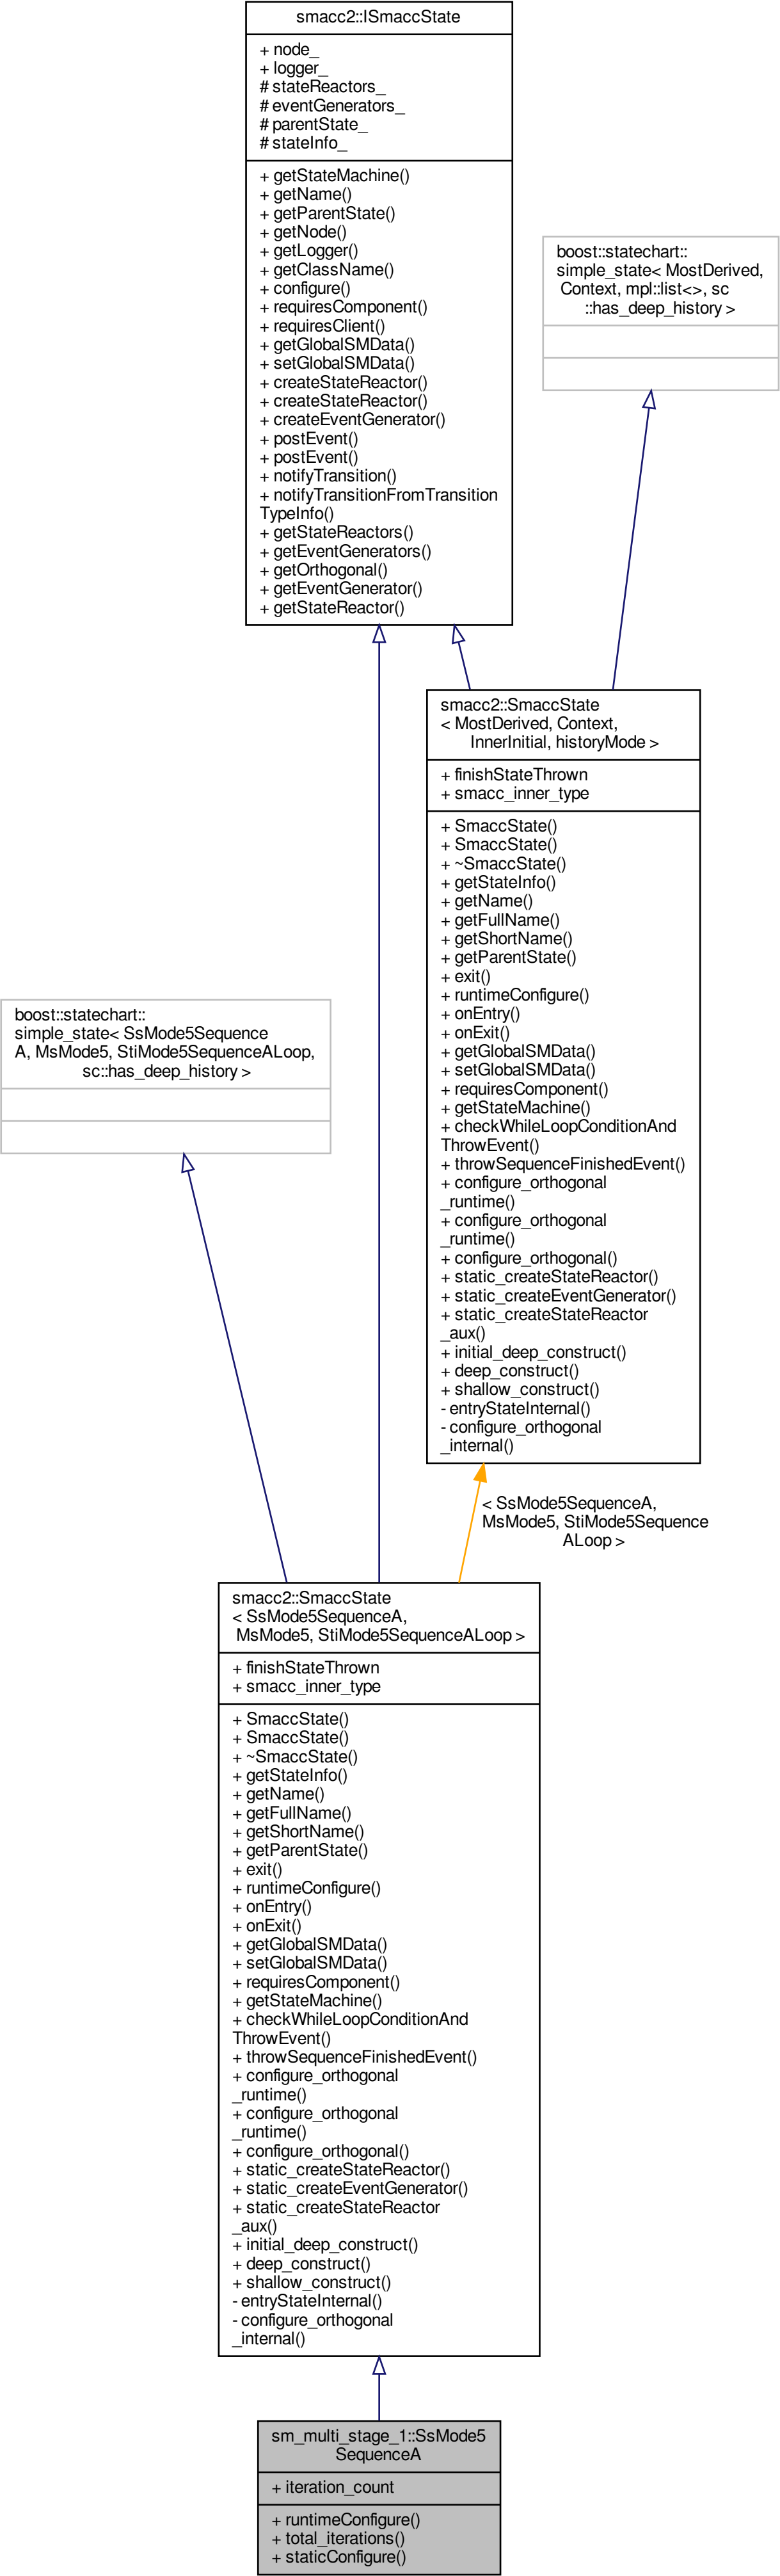 smacc2::ISmaccState
+ node_
+ logger_
# stateReactors_
# eventGenerators_
# parentState_
# stateInfo_
+ getStateMachine()
+ getName()
+ getParentState()
+ getNode()
+ getLogger()
+ getClassName()
+ configure()
+ requiresComponent()
+ requiresClient()
+ getGlobalSMData()
+ setGlobalSMData()
+ createStateReactor()
+ createStateReactor()
+ createEventGenerator()
+ postEvent()
+ postEvent()
+ notifyTransition()
+ notifyTransitionFromTransition
TypeInfo()
+ getStateReactors()
+ getEventGenerators()
+ getOrthogonal()
+ getEventGenerator()
+ getStateReactor()
boost::statechart::
simple_state< MostDerived,
Context, mpl::list<>, sc
::has_deep_history >
smacc2::SmaccState
< MostDerived, Context,
InnerInitial, historyMode >
+ finishStateThrown
+ smacc_inner_type
+ SmaccState()
+ SmaccState()
+ ~SmaccState()
+ getStateInfo()
+ getName()
+ getFullName()
+ getShortName()
+ getParentState()
+ exit()
+ runtimeConfigure()
+ onEntry()
+ onExit()
+ getGlobalSMData()
+ setGlobalSMData()
+ requiresComponent()
+ getStateMachine()
+ checkWhileLoopConditionAnd
ThrowEvent()
+ throwSequenceFinishedEvent()
+ configure_orthogonal
_runtime()
+ configure_orthogonal
_runtime()
+ configure_orthogonal()
+ static_createStateReactor()
+ static_createEventGenerator()
+ static_createStateReactor
_aux()
+ initial_deep_construct()
+ deep_construct()
+ shallow_construct()
- entryStateInternal()
- configure_orthogonal
_internal()
boost::statechart::
simple_state< SsMode5Sequence
A, MsMode5, StiMode5SequenceALoop,
sc::has_deep_history >
< SsMode5SequenceA,
MsMode5, StiMode5Sequence
ALoop >
smacc2::SmaccState
< SsMode5SequenceA,
MsMode5, StiMode5SequenceALoop >
+ finishStateThrown
+ smacc_inner_type
+ SmaccState()
+ SmaccState()
+ ~SmaccState()
+ getStateInfo()
+ getName()
+ getFullName()
+ getShortName()
+ getParentState()
+ exit()
+ runtimeConfigure()
+ onEntry()
+ onExit()
+ getGlobalSMData()
+ setGlobalSMData()
+ requiresComponent()
+ getStateMachine()
+ checkWhileLoopConditionAnd
ThrowEvent()
+ throwSequenceFinishedEvent()
+ configure_orthogonal
_runtime()
+ configure_orthogonal
_runtime()
+ configure_orthogonal()
+ static_createStateReactor()
+ static_createEventGenerator()
+ static_createStateReactor
_aux()
+ initial_deep_construct()
+ deep_construct()
+ shallow_construct()
- entryStateInternal()
- configure_orthogonal
_internal()
sm_multi_stage_1::SsMode5
SequenceA
+ iteration_count
+ runtimeConfigure()
+ total_iterations()
+ staticConfigure()